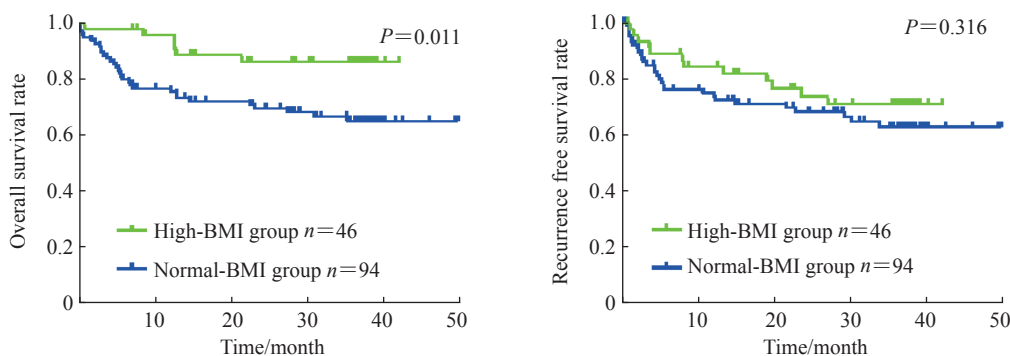 Overall survival rate
1.0
0.8
0.6
0.4
0.2
0
P=0.011
High-BMI group n=46
Normal-BMI group n=94
10 20 30 40 50
Time/month
Recurrence free survival rate
1.0
0.8
0.6
0.4
0.2
0
P=0.316
High-BMI group n=46
Normal-BMI group n=94
10 20 30 40 50
Time/month